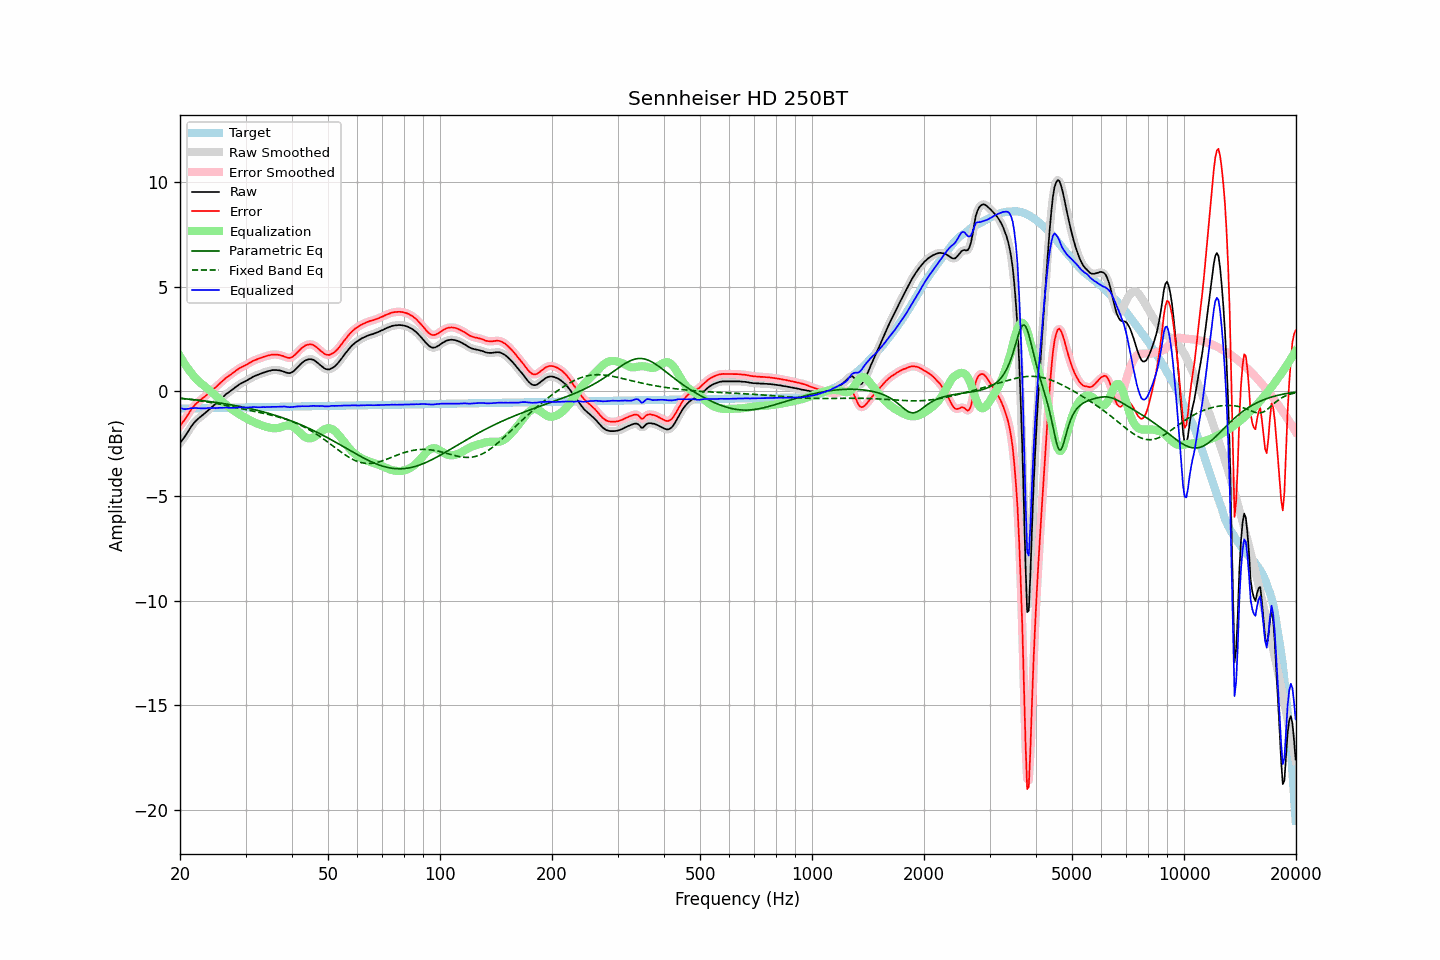 Sennheiser HD 250BT
Target
Raw Smoothed
Error Smoothed
Raw
Error
Equalization
Parametric Eq
Fixed Band Eq
Equalized
10
5
0
−5
−10
−15
−20
Amplitude (dBr)
20
50
100
200
500
1000
2000
5000
10000
20000
Frequency (Hz)